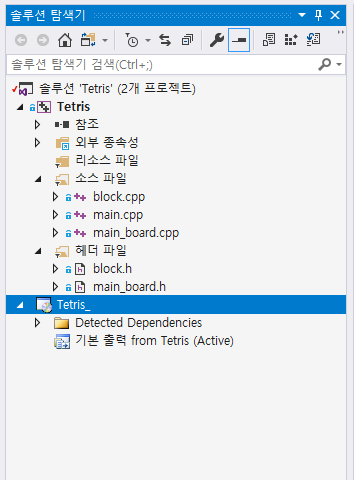 솔루션 탐색기
솔루션 탐색기 검색(Ctrl+;)
솔루션 'Tetris' (2개 프로젝트)
Tetris
참조
외부 종속성
리소스 파일
소스 파일
block.cpp
main.cpp
main_board.cpp
헤더 파일
block.h
main_board.h
Tetris_
Detected Dependencies
기본 출력 from Tetris (Active)